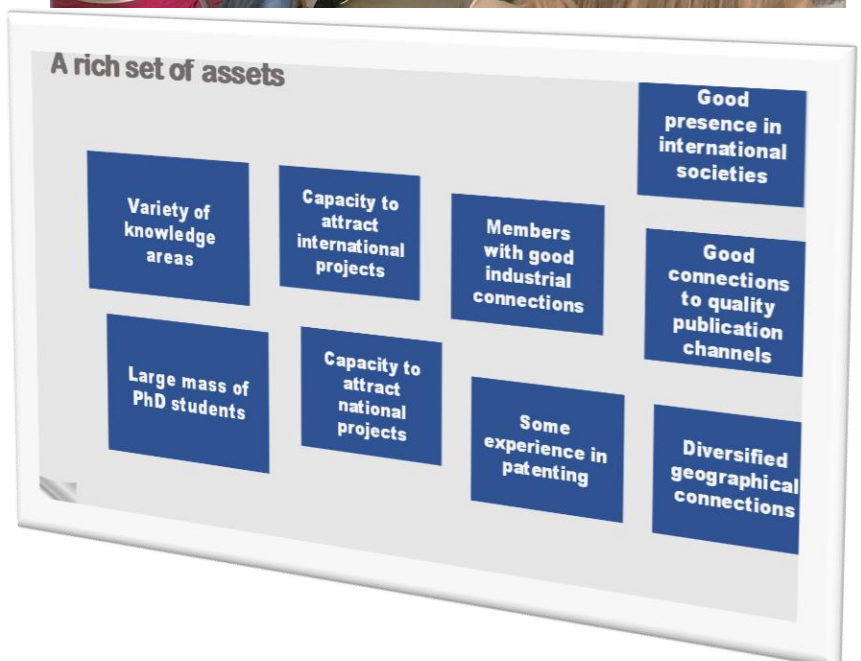 A rich set of assets
Variety of
knowledge
areas
Capacity to
attract
international
projects
Members
with good
industrial
connections
Good
presence in
international
societies
Good
connections
to quality
publication
channels
Large mass of
PhD students
Capacity to
attract
national
projects
Some
experience in
patenting
Diversified
geographical
connections